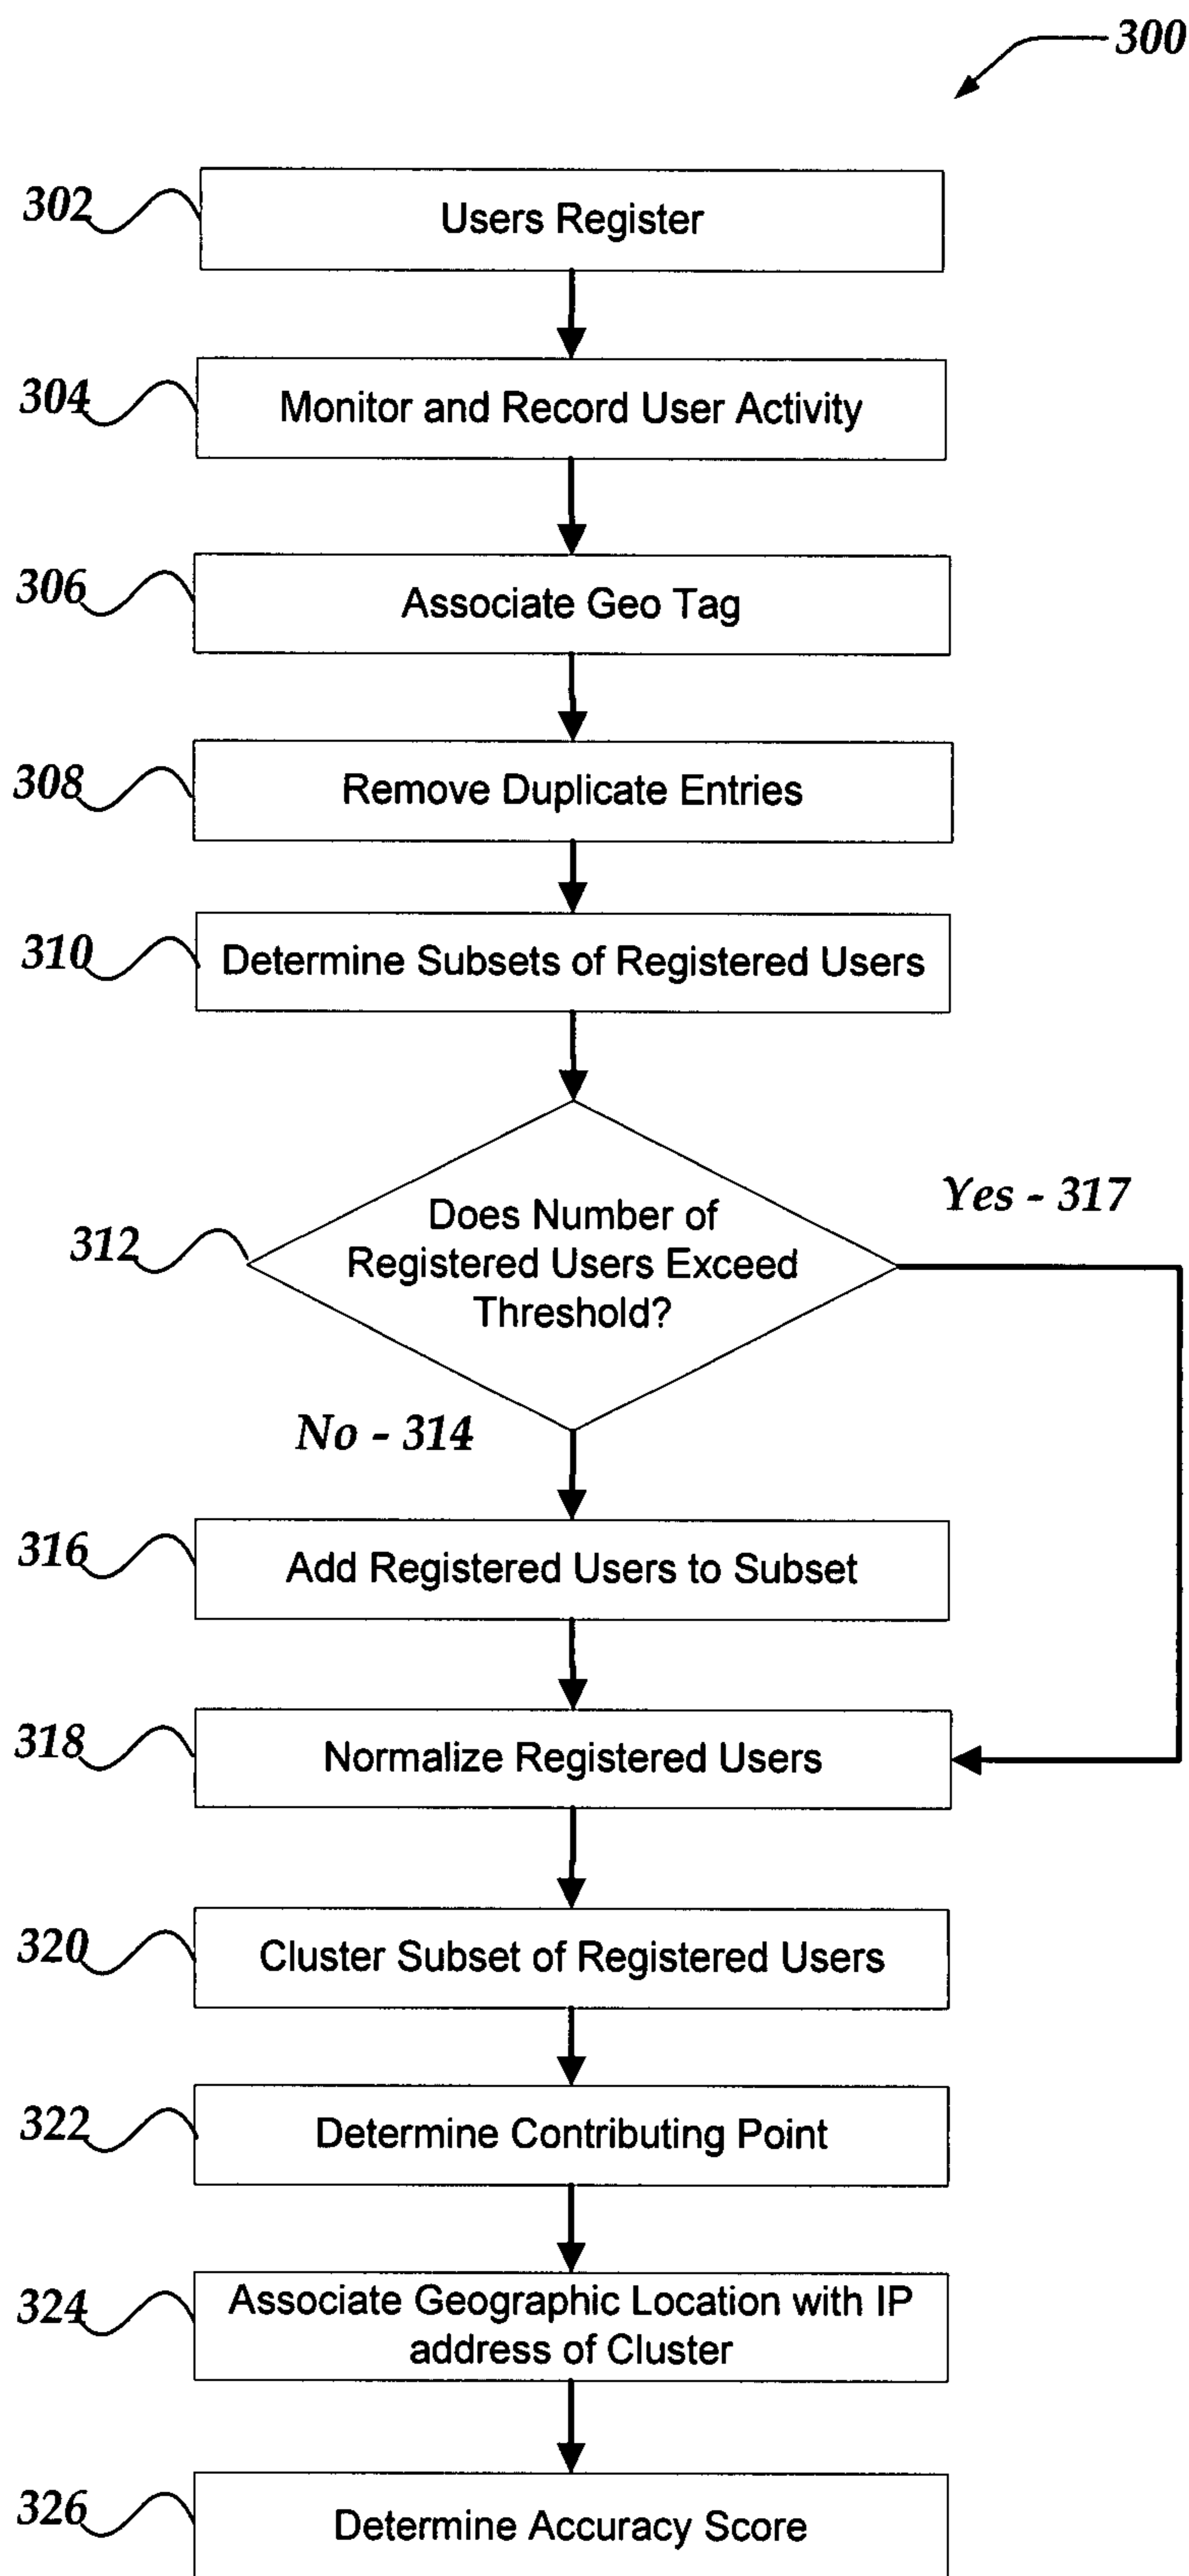 300
302
Users Register
304
Monitor and Record User Activity
306
Associate Geo Tag
308
Remove Duplicate Entries
310
Determine Subsets of Registered Users
312
Does Number of
Registered Users Exceed
Threshold?
Yes - 317
No - 314
316
Add Registered Users to Subset
318
Normalize Registered Users
320
Cluster Subset of Registered Users
322
Determine Contributing Point
324
Associate Geographic Location with IP
address of Cluster
326
Determine Accuracy Score